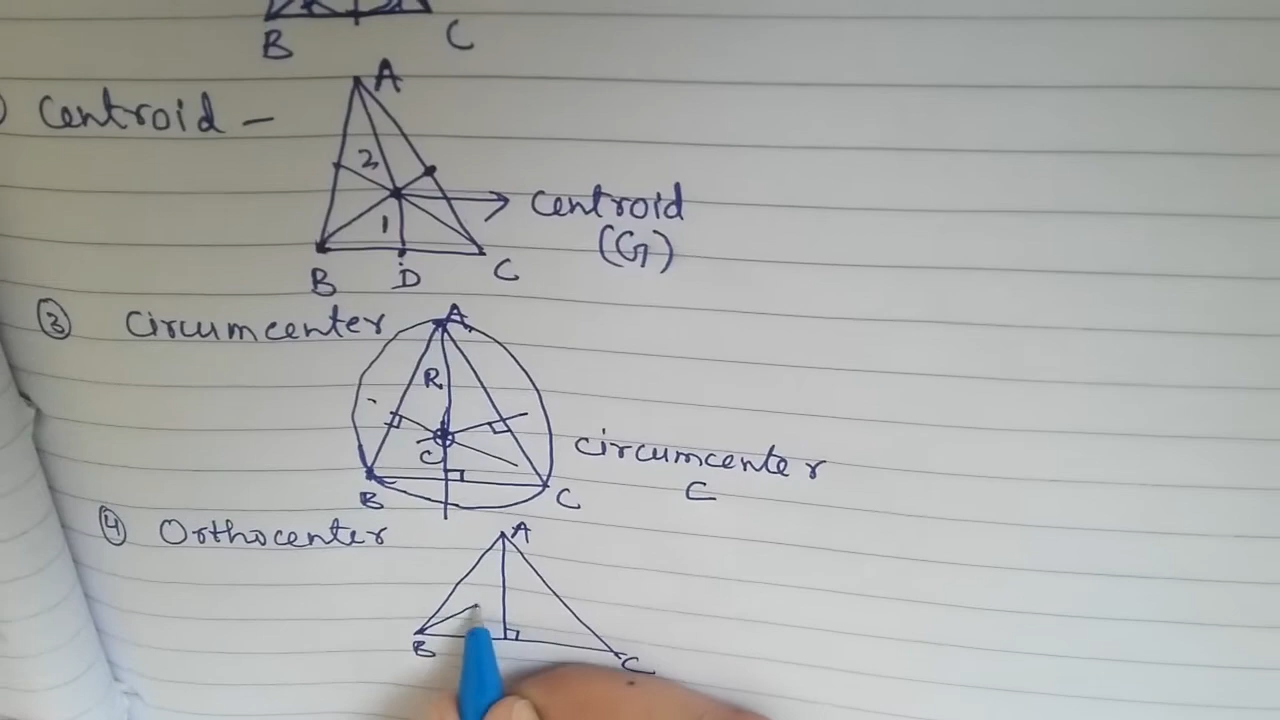 B C
A
) Centroid -
2
centroid
(G)
1
B D C
③ Circumcenter
A
R
C
circumcenter
C
B C
④ Orthocenter
A
B
C